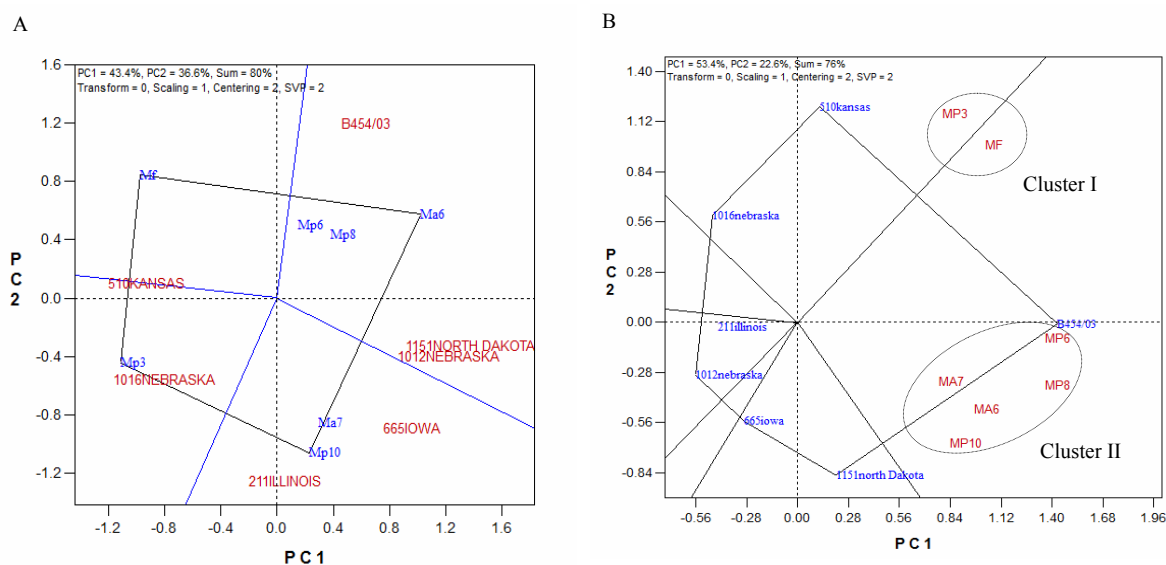 A
PC1 = 43.4%, PC2 = 36.6%, Sum = 80%
Transform = 0, Scaling = 1, Centering = 2, SVP = 2
1.6
1.2
0.8
0.4
0.0
-0.4
-0.8
-1.2
PC2
B454/03
Mf
Ma6
Mp6
Mp8
510KANSAS
1151NORTH DAKOTA
1012NEBRASKA
Mp3
1016NEBRASKA
Ma7
665IOWA
Mp10
211ILLINOIS
-1.2 -0.8 -0.4 0.0 0.4 0.8 1.2 1.6
PC1
B
PC1 = 53.4%, PC2 = 22.6%, Sum = 76%
Transform = 0, Scaling = 1, Centering = 2, SVP = 2
1.40
1.12
0.84
0.56
0.28
0.00
-0.28
-0.56
-0.84
PC2
510kansas
MP3
MF
Cluster I
1016nebraska
211illinois
B454/03
MP6
1012nebraska
MA7
MP8
MA6
665iowa
MP10
Cluster II
1151north Dakota
-0.56 -0.28 0.00 0.28 0.56 0.84 1.12 1.40 1.68 1.96
PC1